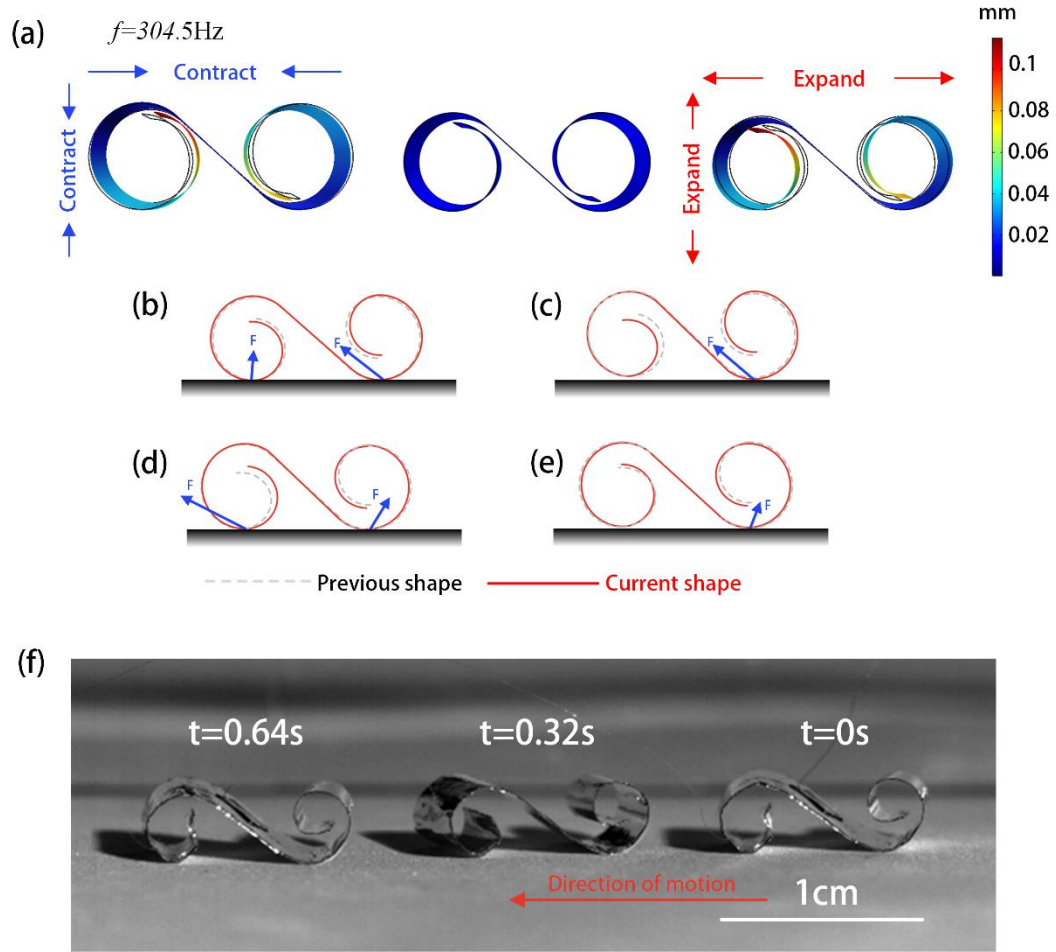 (a)
f=304.5Hz
Contract
Contract
Expand
Expand
mm
0.1
0.08
0.06
0.04
0.02
(b)
F
F
(c)
F
(d)
F
F
(e)
F
Previous shape
Current shape
(f)
t=0.64s
t=0.32s
t=0s
Direction of motion
1cm